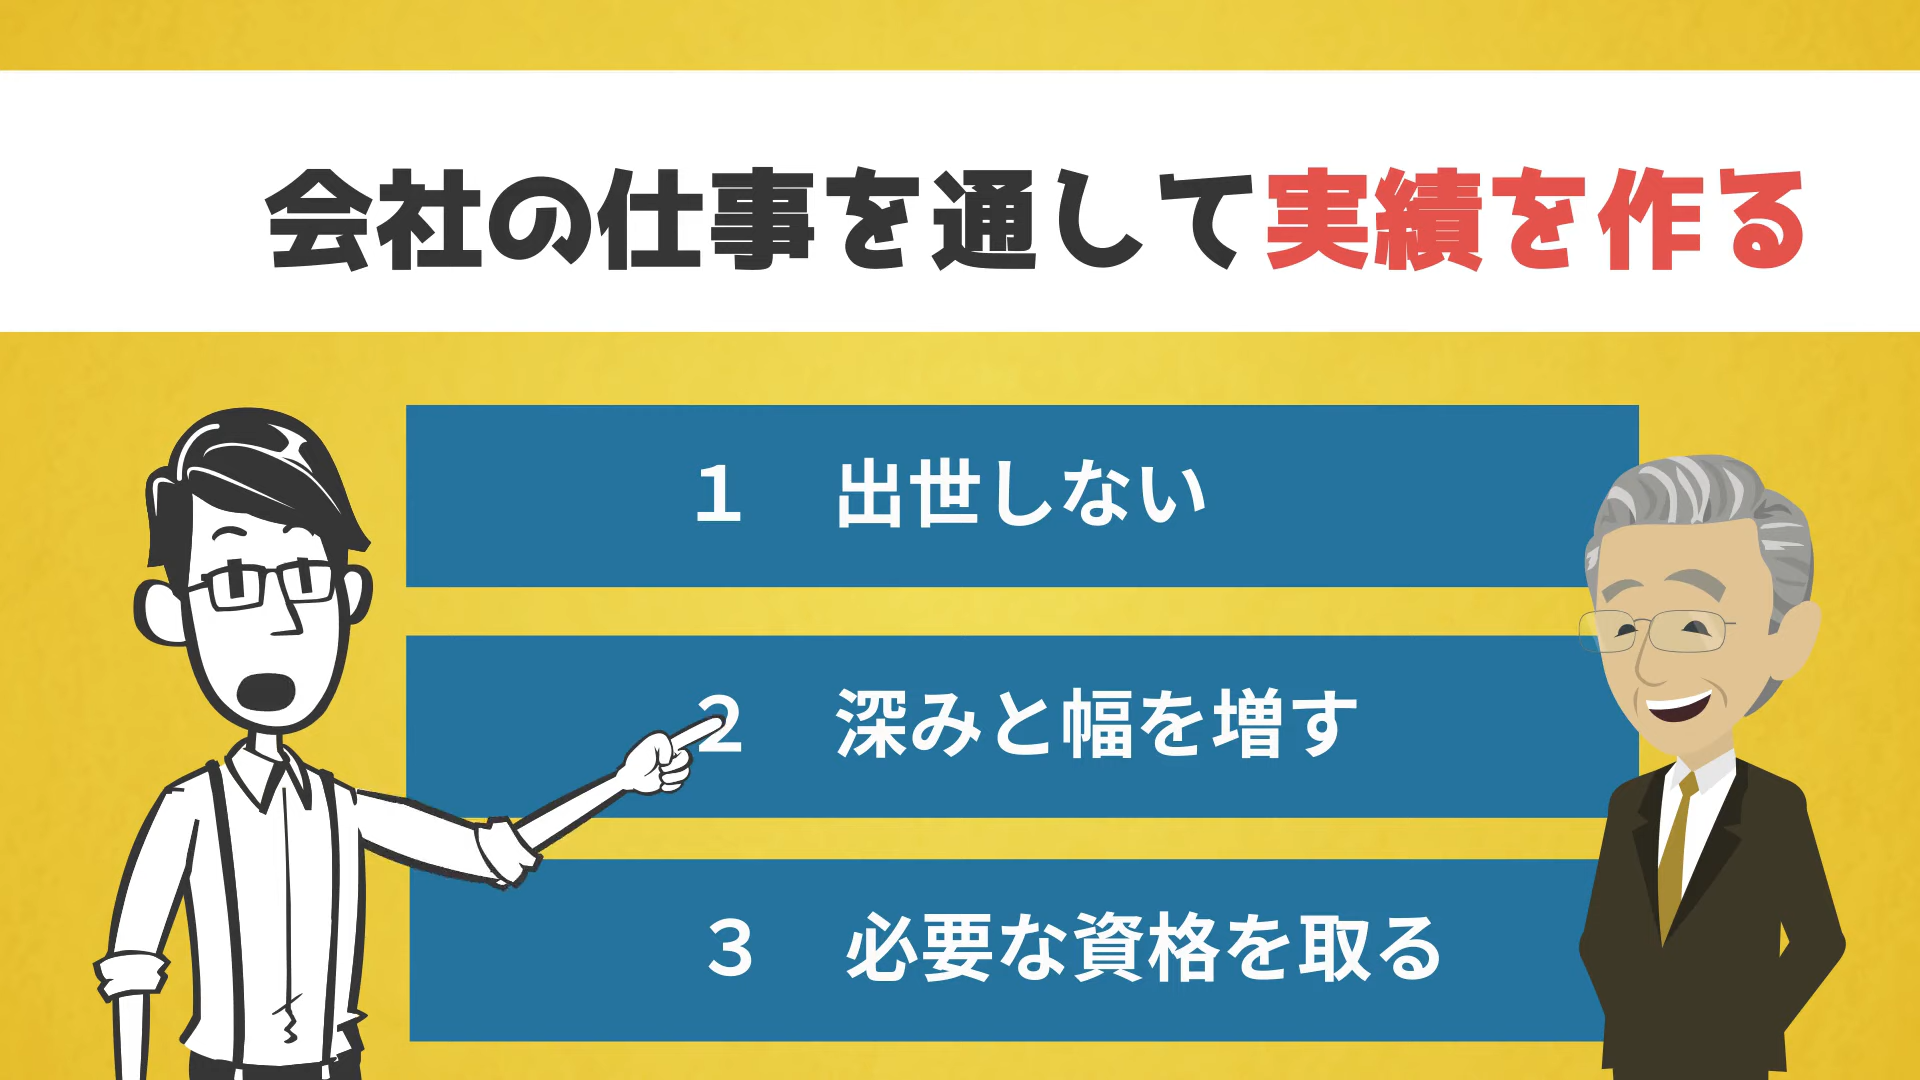 会社の仕事を通して実績を作る
１　出世しない
２　深みと幅を増す
３　必要な資格を取る